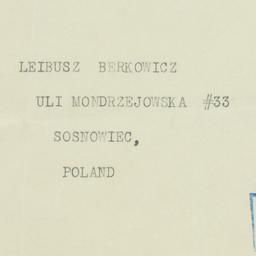 LEIBUSZ BERKOWICZ
ULI MONDRZEJOWSKA #33
SOSNOWIEC,
POLAND